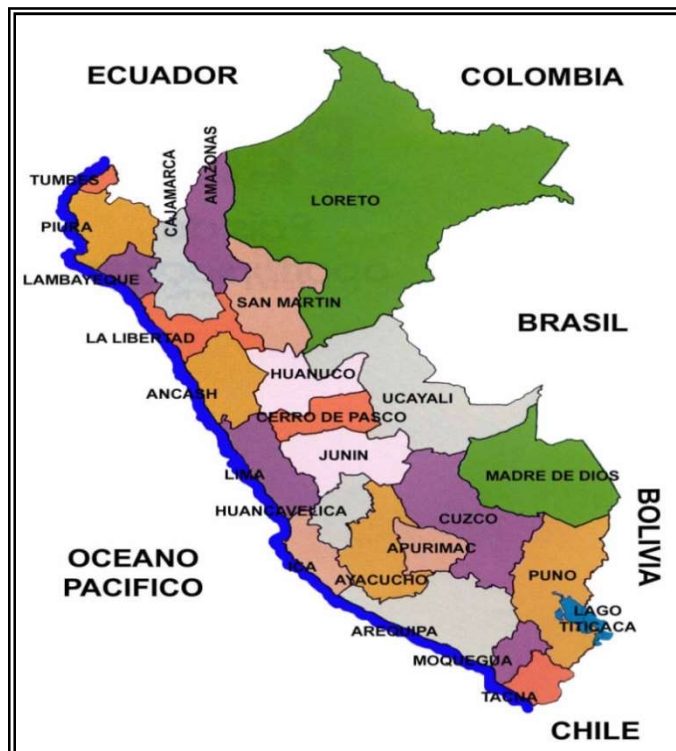 ECUADOR
COLOMBIA
TUMBES
CAJAMARCA
AMAZONAS
LORETO
PIURA
LAMBAYEQUE
SAN MARTIN
BRASIL
LA LIBERTAD
HUANUCO
ANCASH
UCAYALI
CERRO DE PASCO
JUNIN
LIMA
MADRE DE DIOS
HUANCAVELICA
CUZCO
BOLIVIA
OCEANO
PACIFICO
APURIMAC
ICA
AYACUCHO
PUNO
LAGO
TITICACA
AREQUIPA
MOQUEGUA
TACNA
CHILE